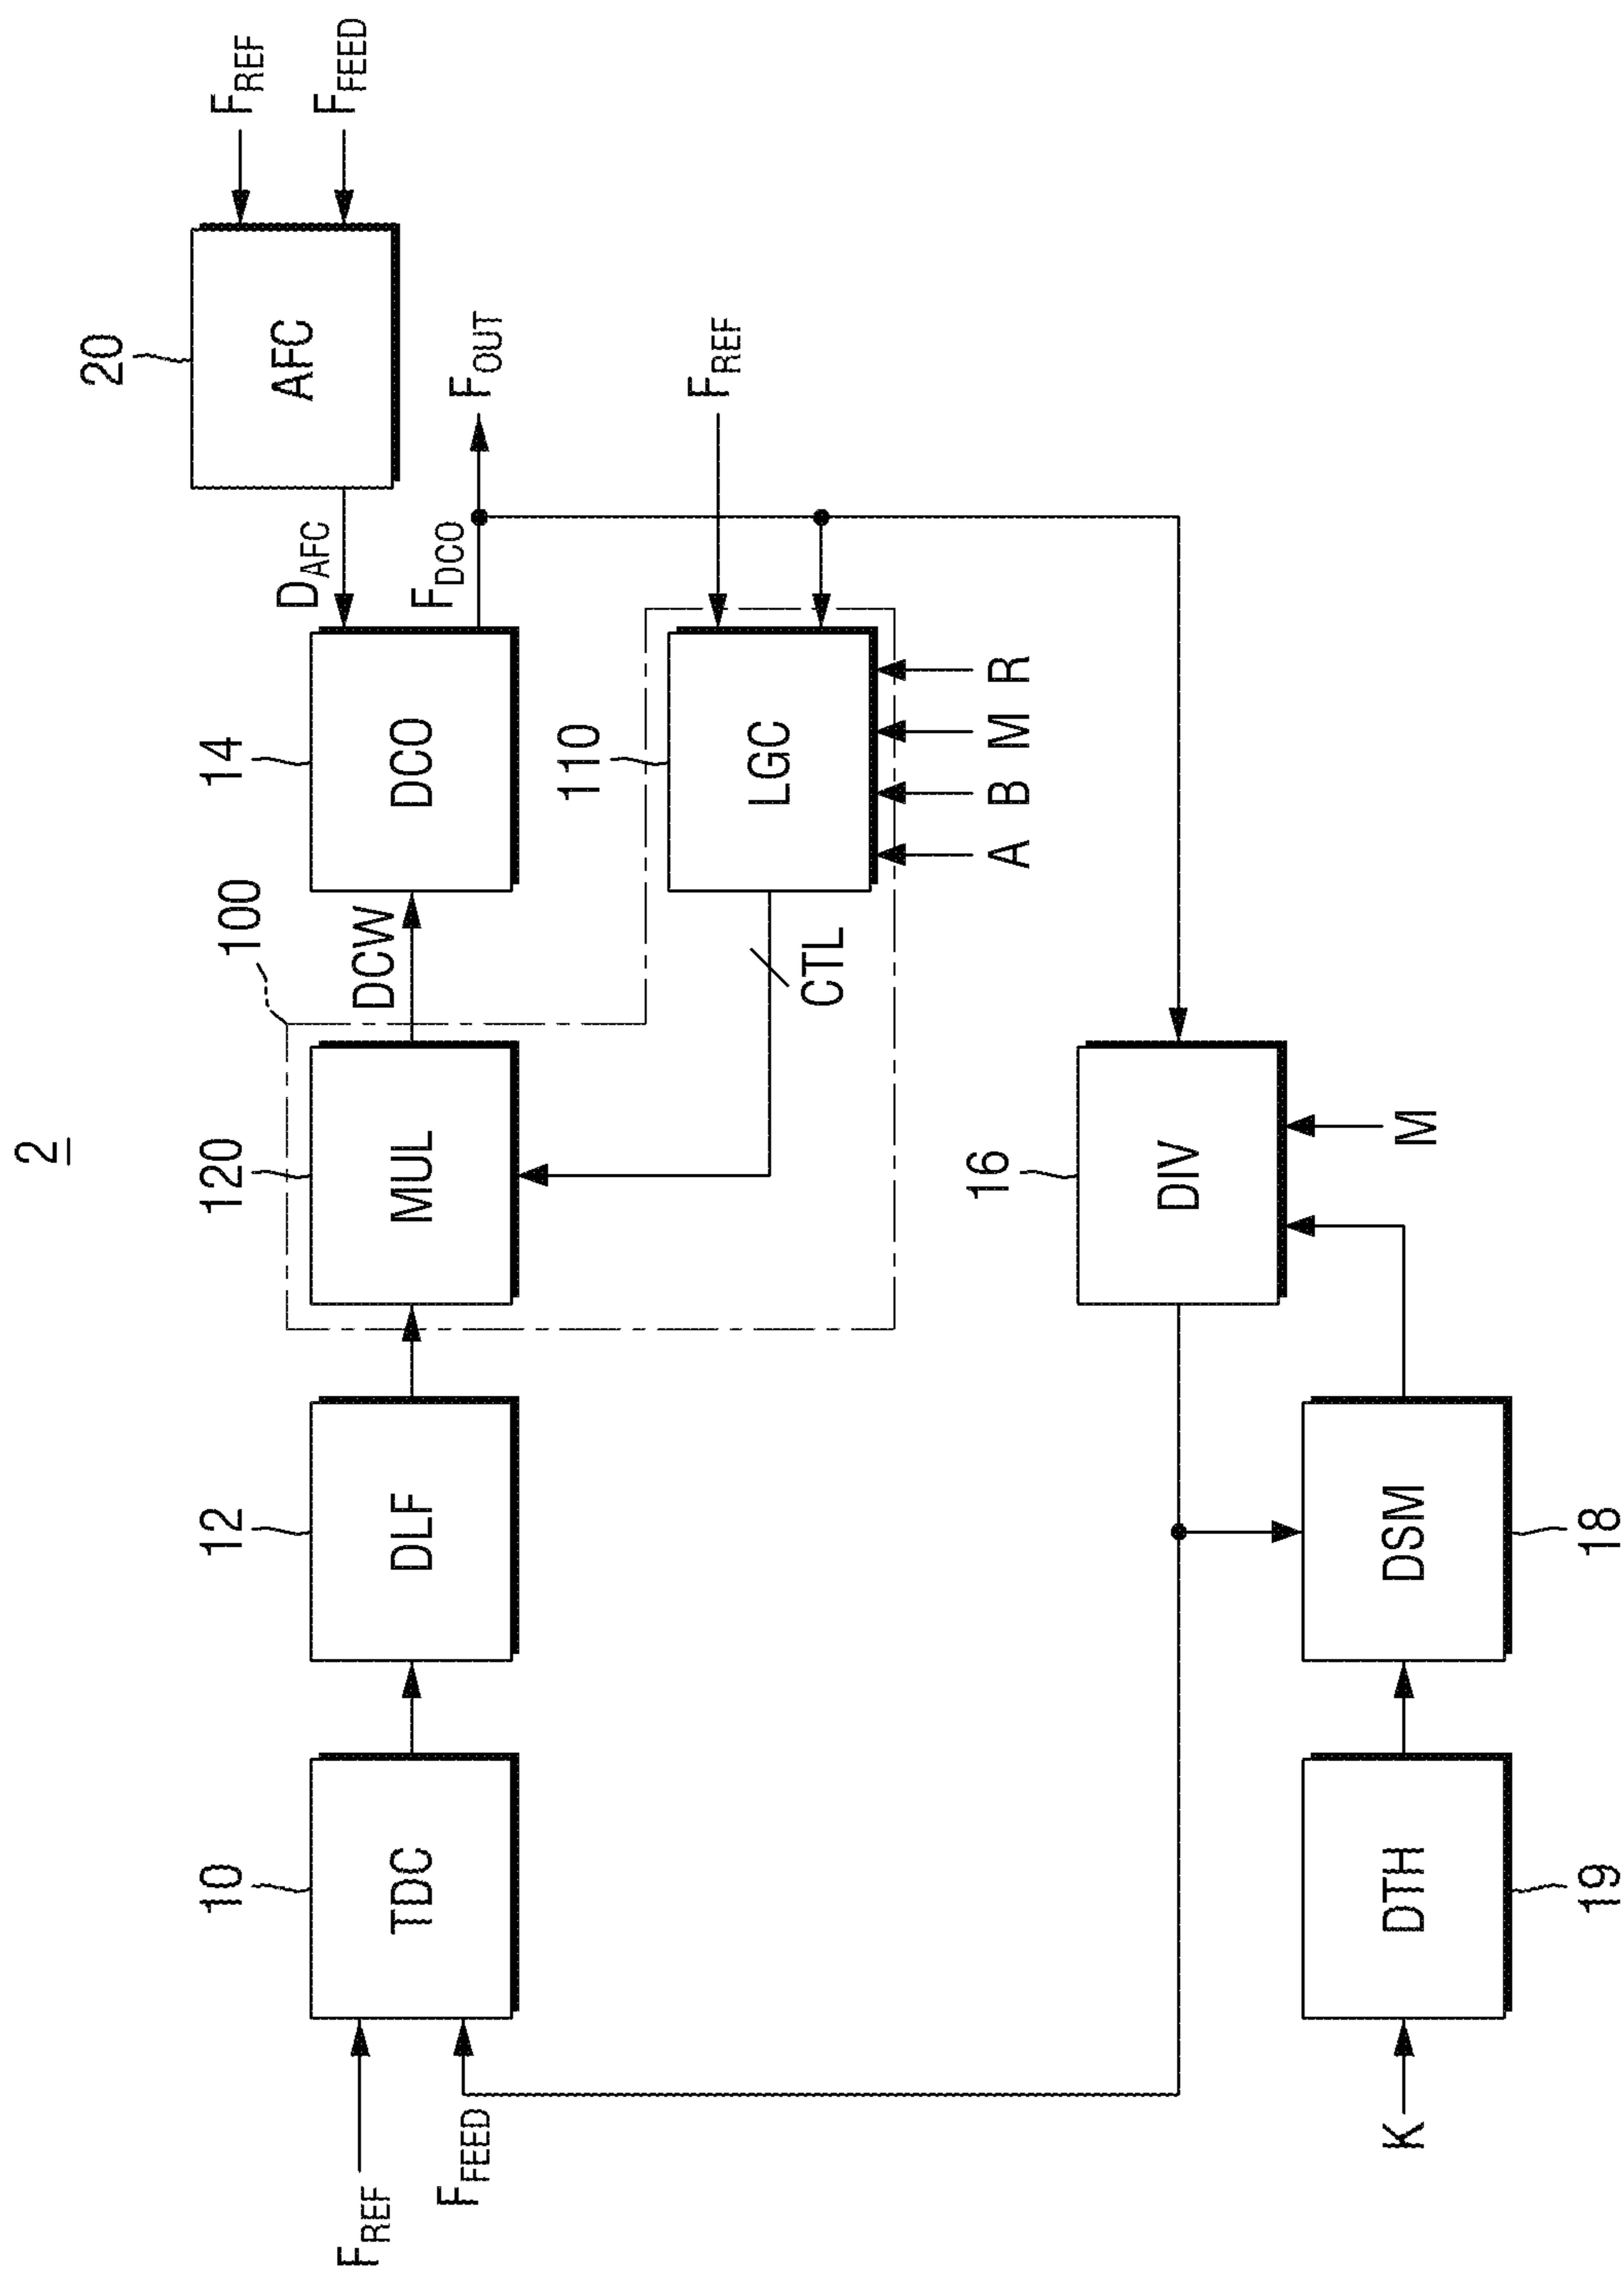 2
20
AFC
F_REF
F_FEED
D_AFC
100
10
TDC
12
DLF
120
MUL
DCW
14
DCO
F_DCO
F_OUT
F_REF
F_FEED
110
LGC
F_REF
CTL
A B M R
16
DIV
M
K
DTH
DSM
19
18